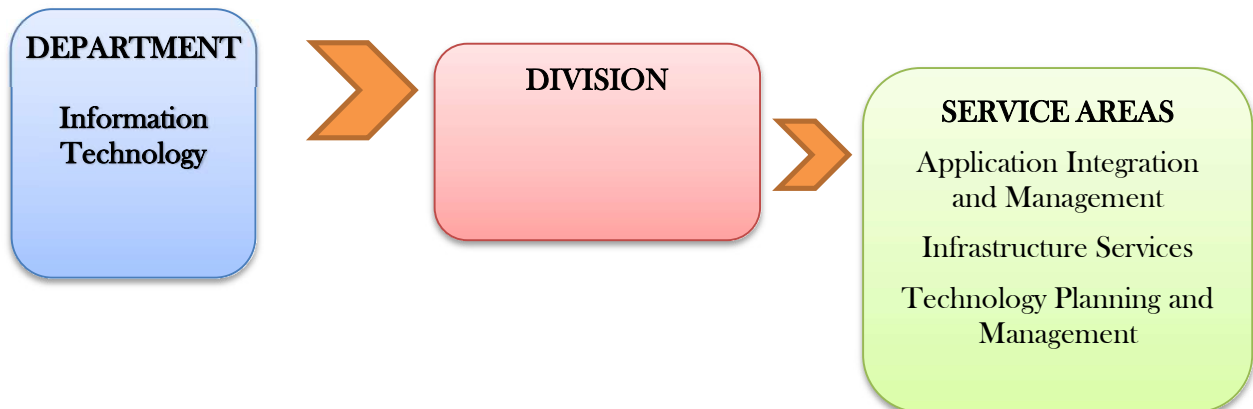 DEPARTMENT
Information
Technology
DIVISION
SERVICE AREAS
Application Integration
and Management
Infrastructure Services
Technology Planning and
Management